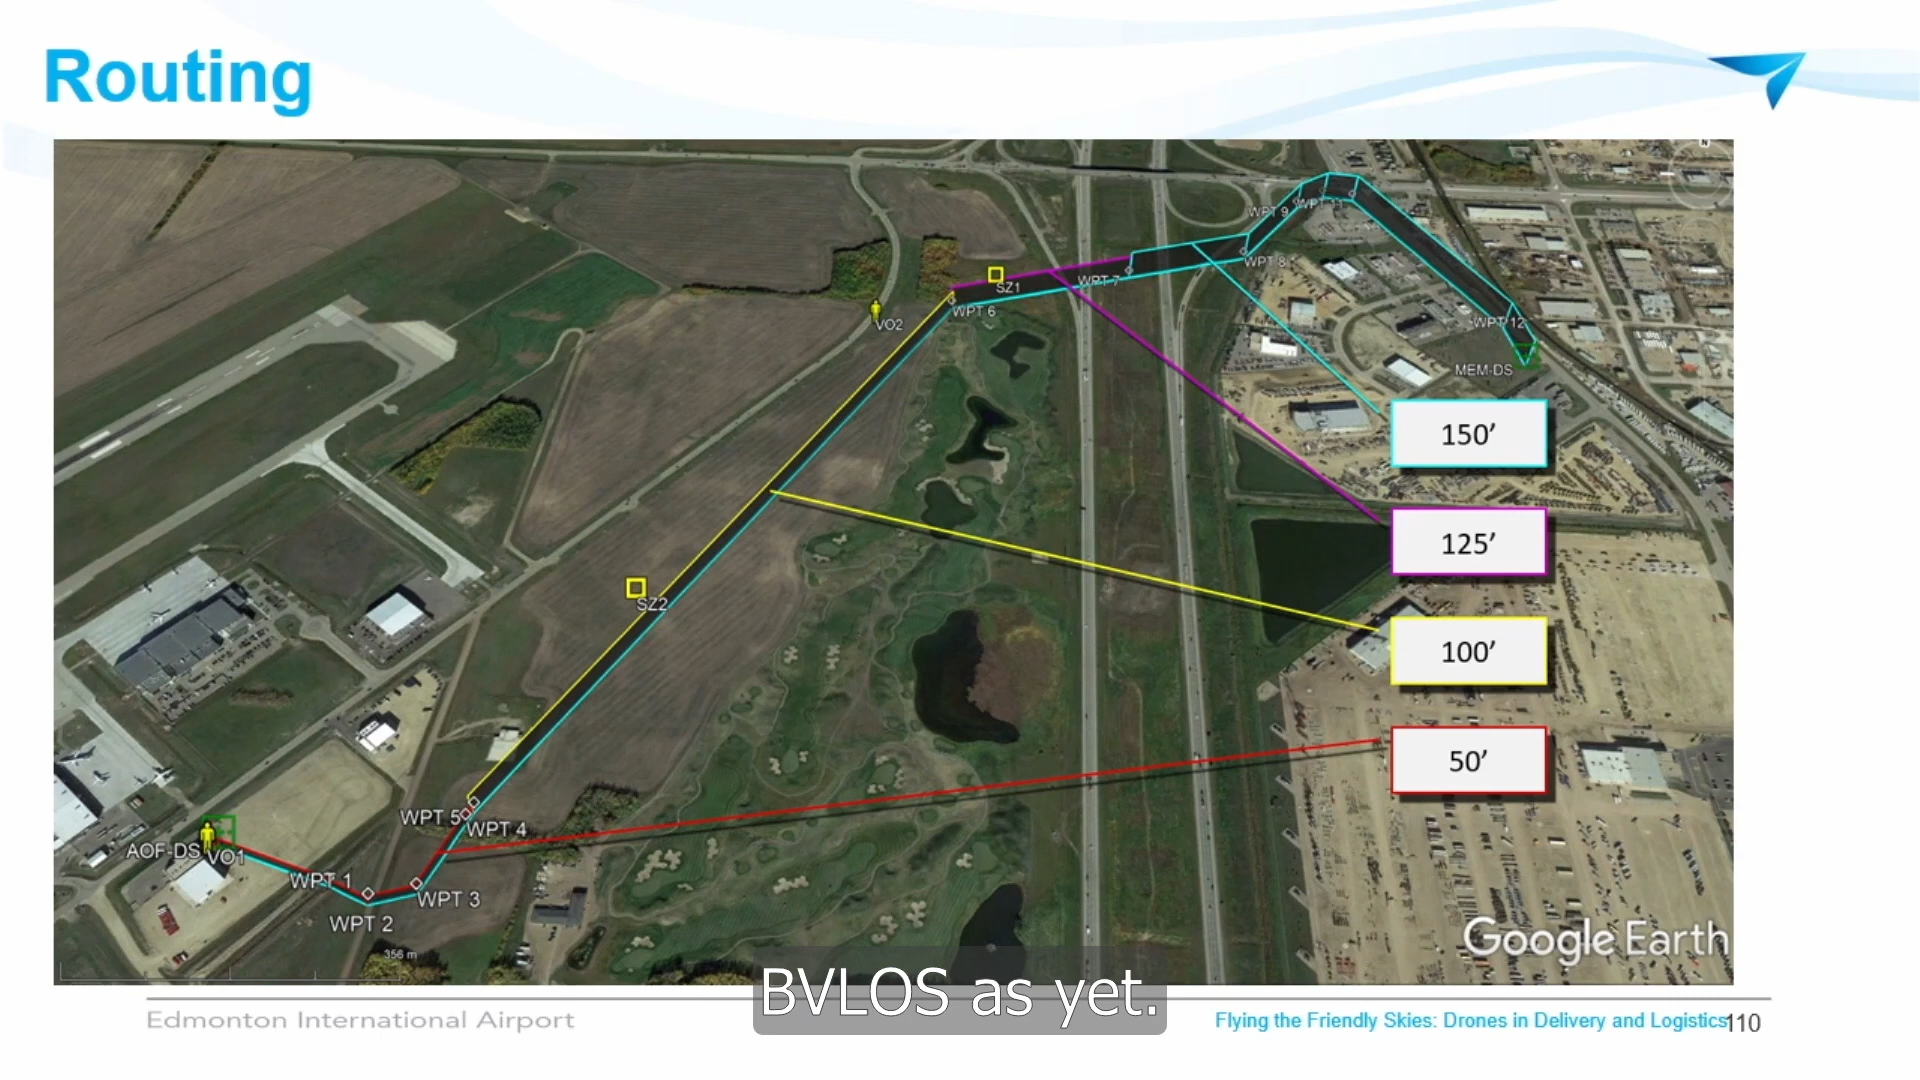 Routing
N
WPT 9
WPT 11
WPT 8
WPT 7
SZ1
WPT 6
VO2
WPT 12
MEM-DS
150’
125’
100’
SZ2
50’
WPT 5
WPT 4
AOF-DS
VO1
WPT 1
WPT 3
WPT 2
356 m
Google Earth
BVLOS as yet.
Edmonton International Airport
Flying the Friendly Skies: Drones in Delivery and Logistics
110